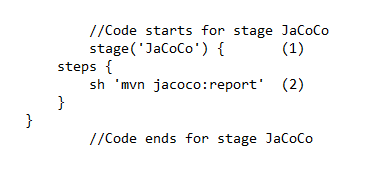 //Code starts for stage JaCoCo
stage('JaCoCo') { (1)
steps {
sh 'mvn jacoco:report' (2)
}
}
//Code ends for stage JaCoCo